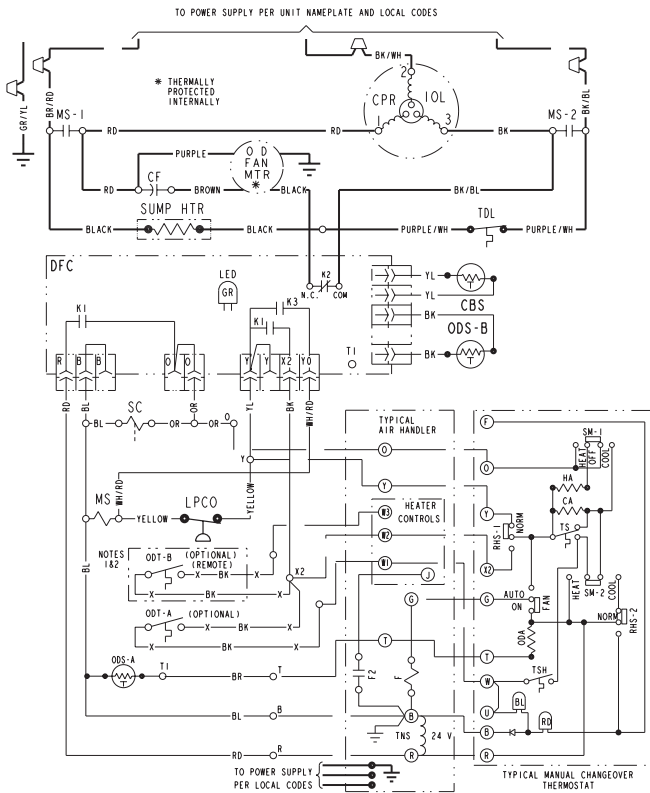 TO POWER SUPPLY PER UNIT NAMEPLATE AND LOCAL CODES
BK/WH
* THERMALLY
PROTECTED
INTERNALLY
GR/YL
BR/RD
2
CPR
IOL
1
3
BK/BL
MS-1
MS-2
RD
RD
BK
PURPLE
O D
FAN
MTR
*
CF
RD
BROWN
BLACK
BK/BL
SUMP HTR
TDL
BLACK
BLACK
PURPLE/WH
PURPLE/WH
DFC
LED
GR
K2
N.C.
COM
YL
YL
CBS
BK
ODS-B
BK
K1
K3
K1
T1
R
B
B
O
O
Y
Y
X2
YO
RD
BL
OR
YL
BK
WH/RD
SC
BL
OR
OR
O
TYPICAL
AIR HANDLER
F
SM-1
HEAT
OFF
COOL
O
O
Y
Y
HA
CA
WH/RD
YELLOW
MS
LPCO
YELLOW
W3
HEATER
CONTROLS
Y
NORM
RHS-1
TS
W2
NOTES
1&2
ODT-B
(OPTIONAL)
(REMOTE)
X
BK
X
W1
X2
X2
BL
X
BK
X
J
HEAT
SM-2
COOL
ODT-A
(OPTIONAL)
X
BK
X
G
G
AUTO
ON
FAN
NORM
RHS-2
X
BK
X
T
ODA
ODS-A
T1
BR
T
F2
F
T
TSH
W
BL
BL
B
B
U
RD
TNS
24 V
B
RD
R
R
R
TO POWER SUPPLY
PER LOCAL CODES
TYPICAL MANUAL CHANGEOVER
THERMOSTAT